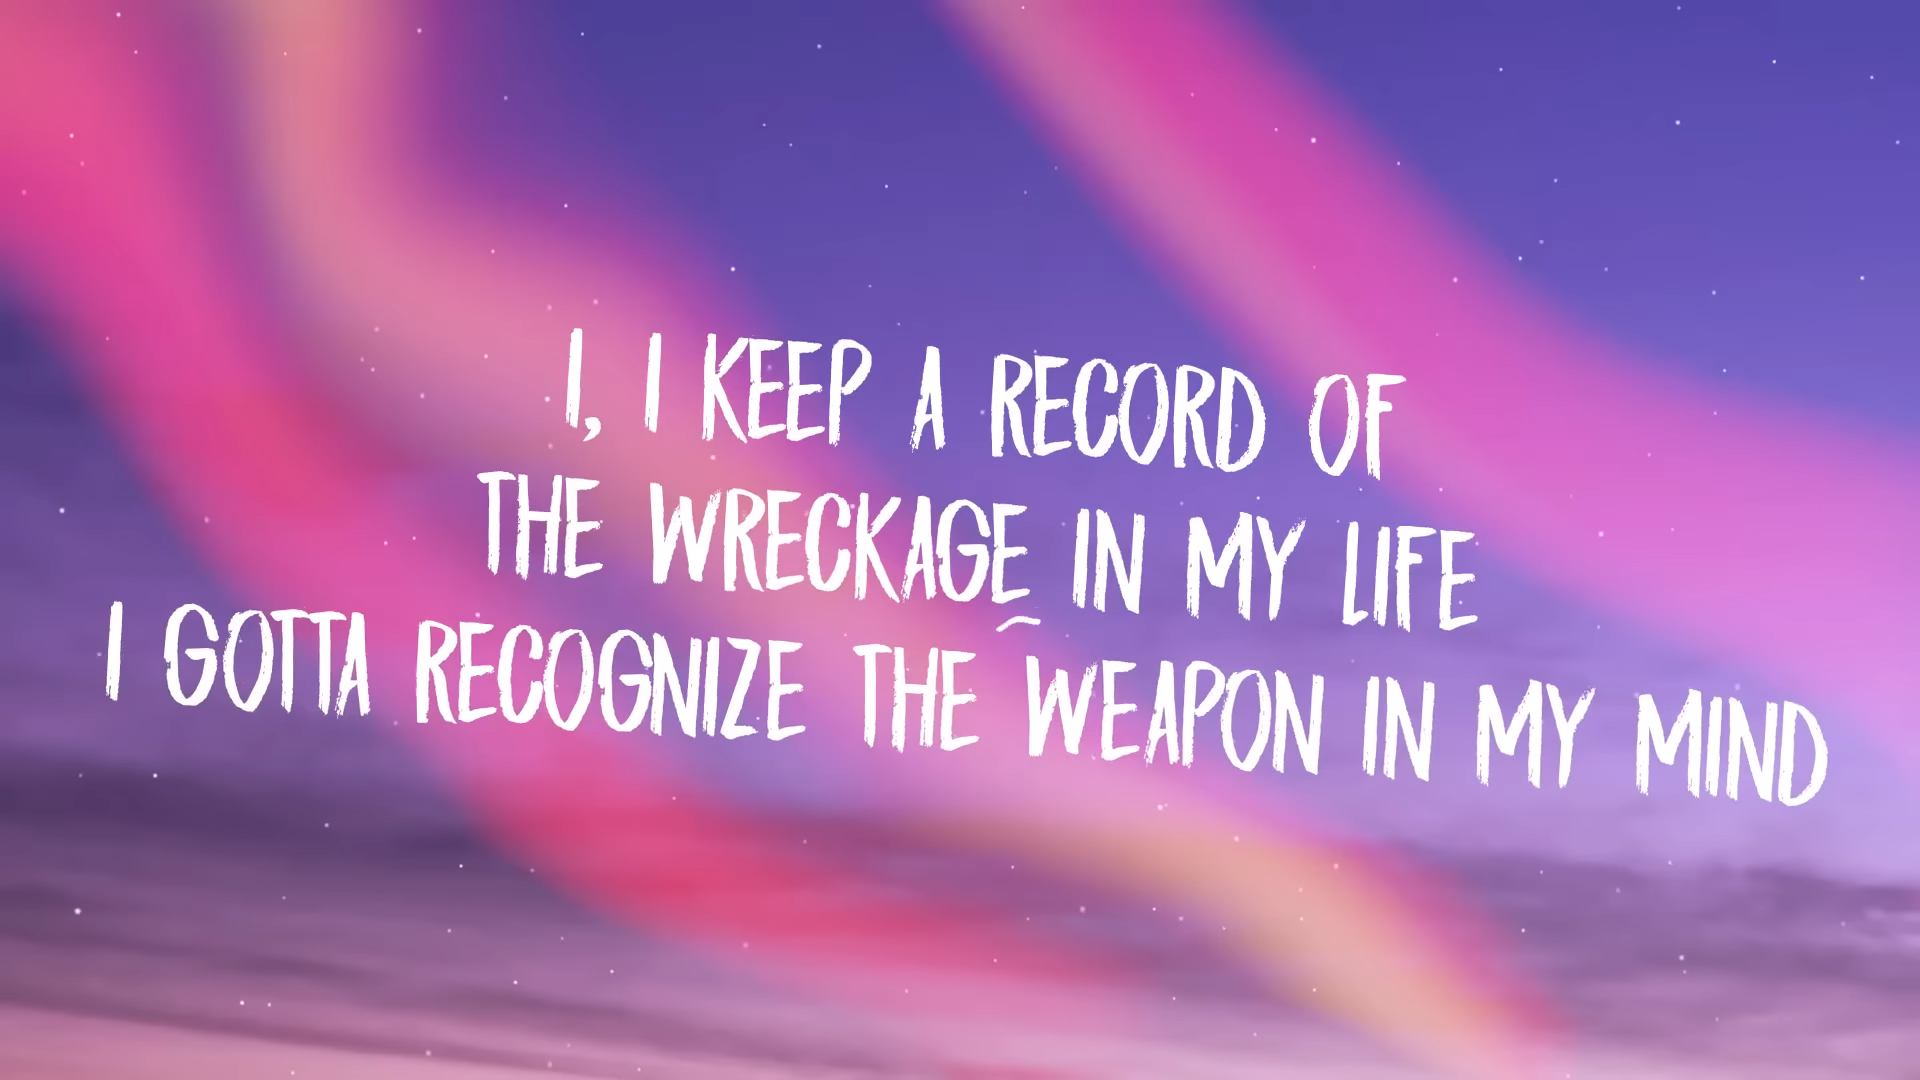 I, I KEEP A RECORD OF
THE WRECKAGE IN MY LIFE
I GOTTA RECOGNIZE THE WEAPON IN MY MIND